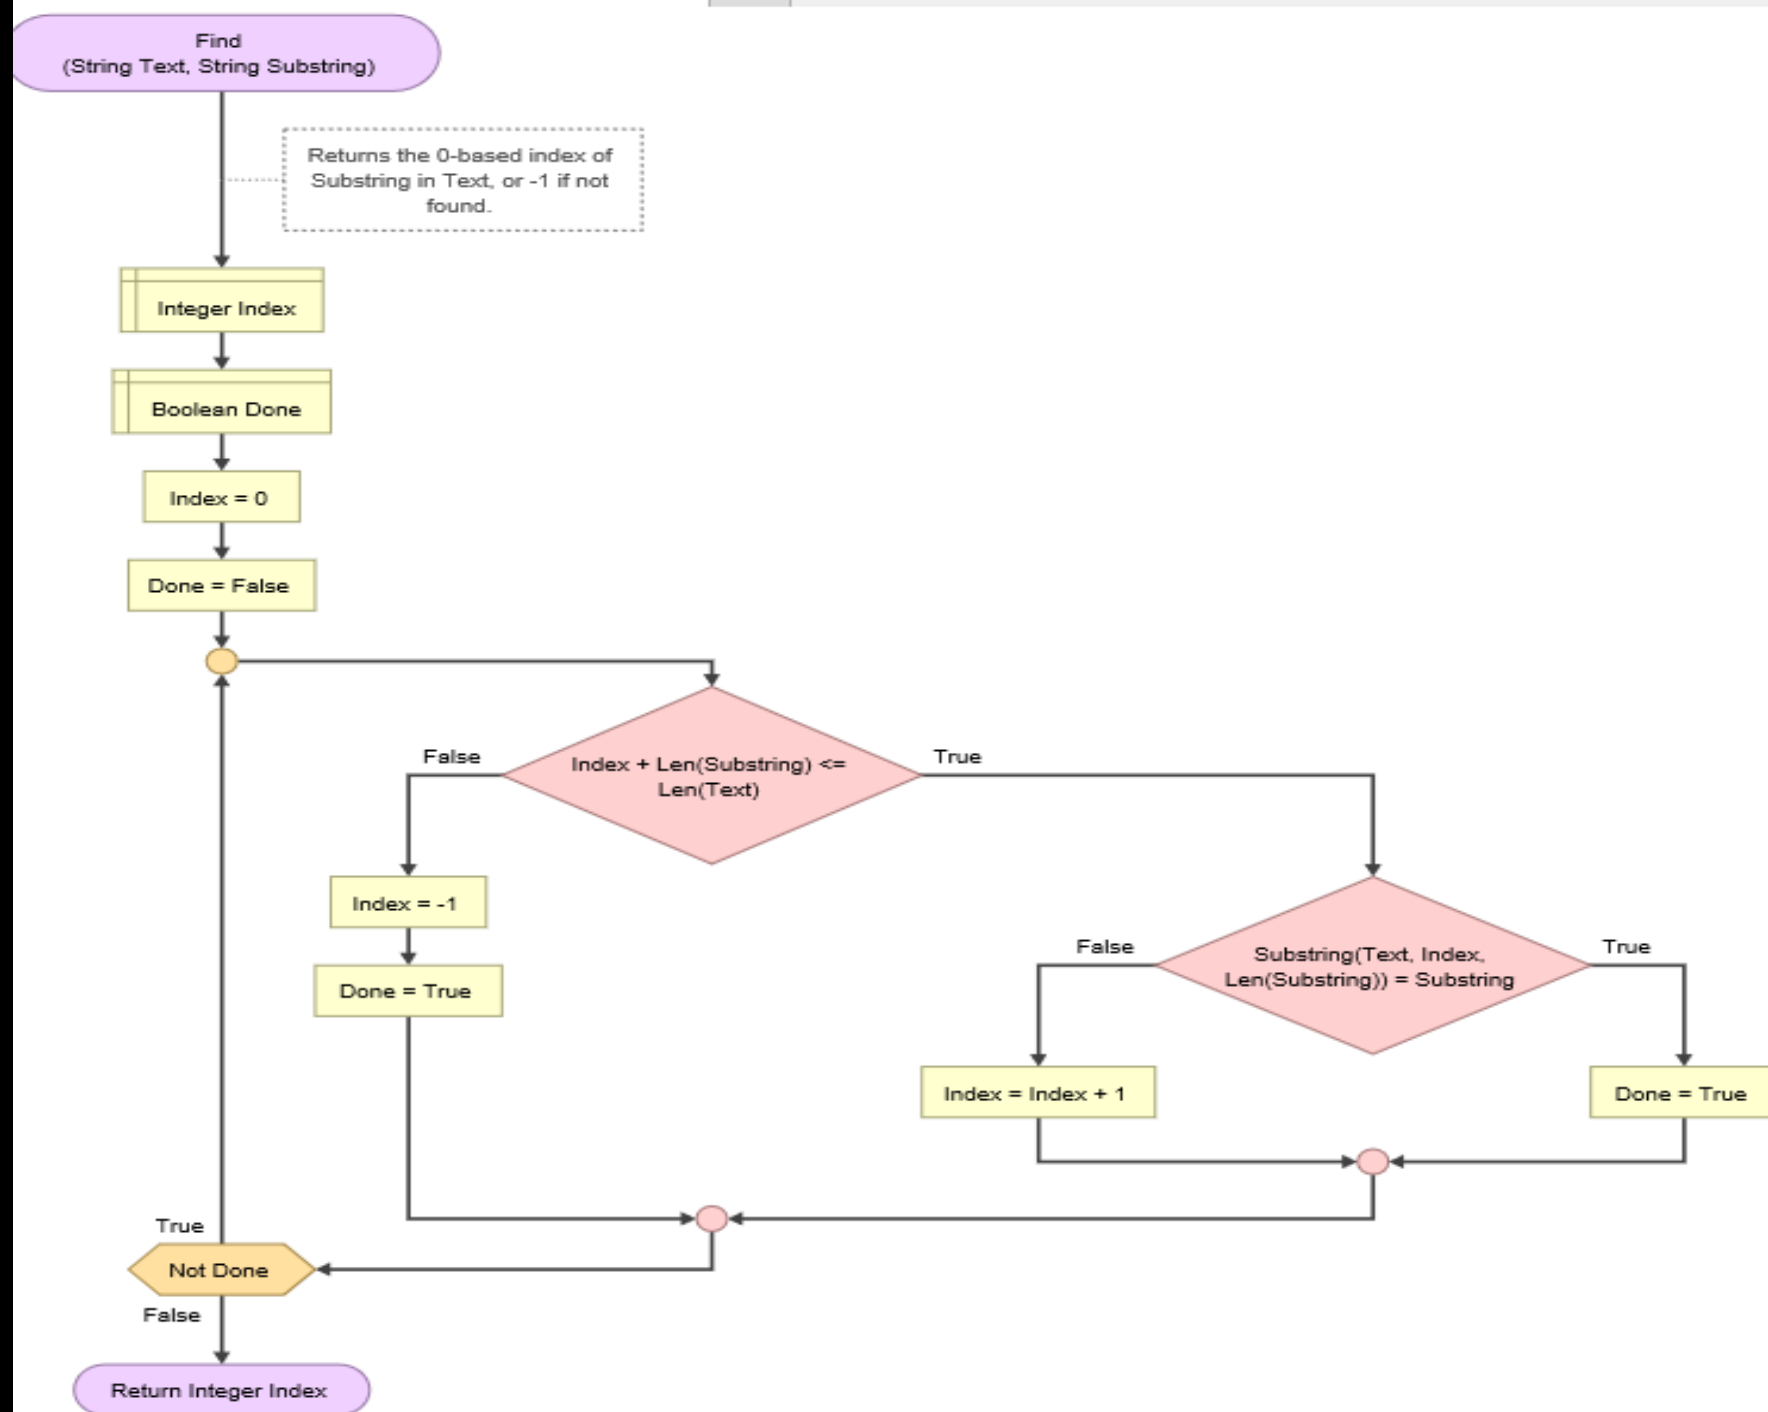 Find
(String Text, String Substring)
Returns the 0-based index of
Substring in Text, or -1 if not
found.
Integer Index
Boolean Done
Index = 0
Done = False
False
Index + Len(Substring) <=
Len(Text)
True
Index = -1
Done = True
False
Substring(Text, Index,
Len(Substring)) = Substring
True
Index = Index + 1
Done = True
True
Not Done
False
Return Integer Index